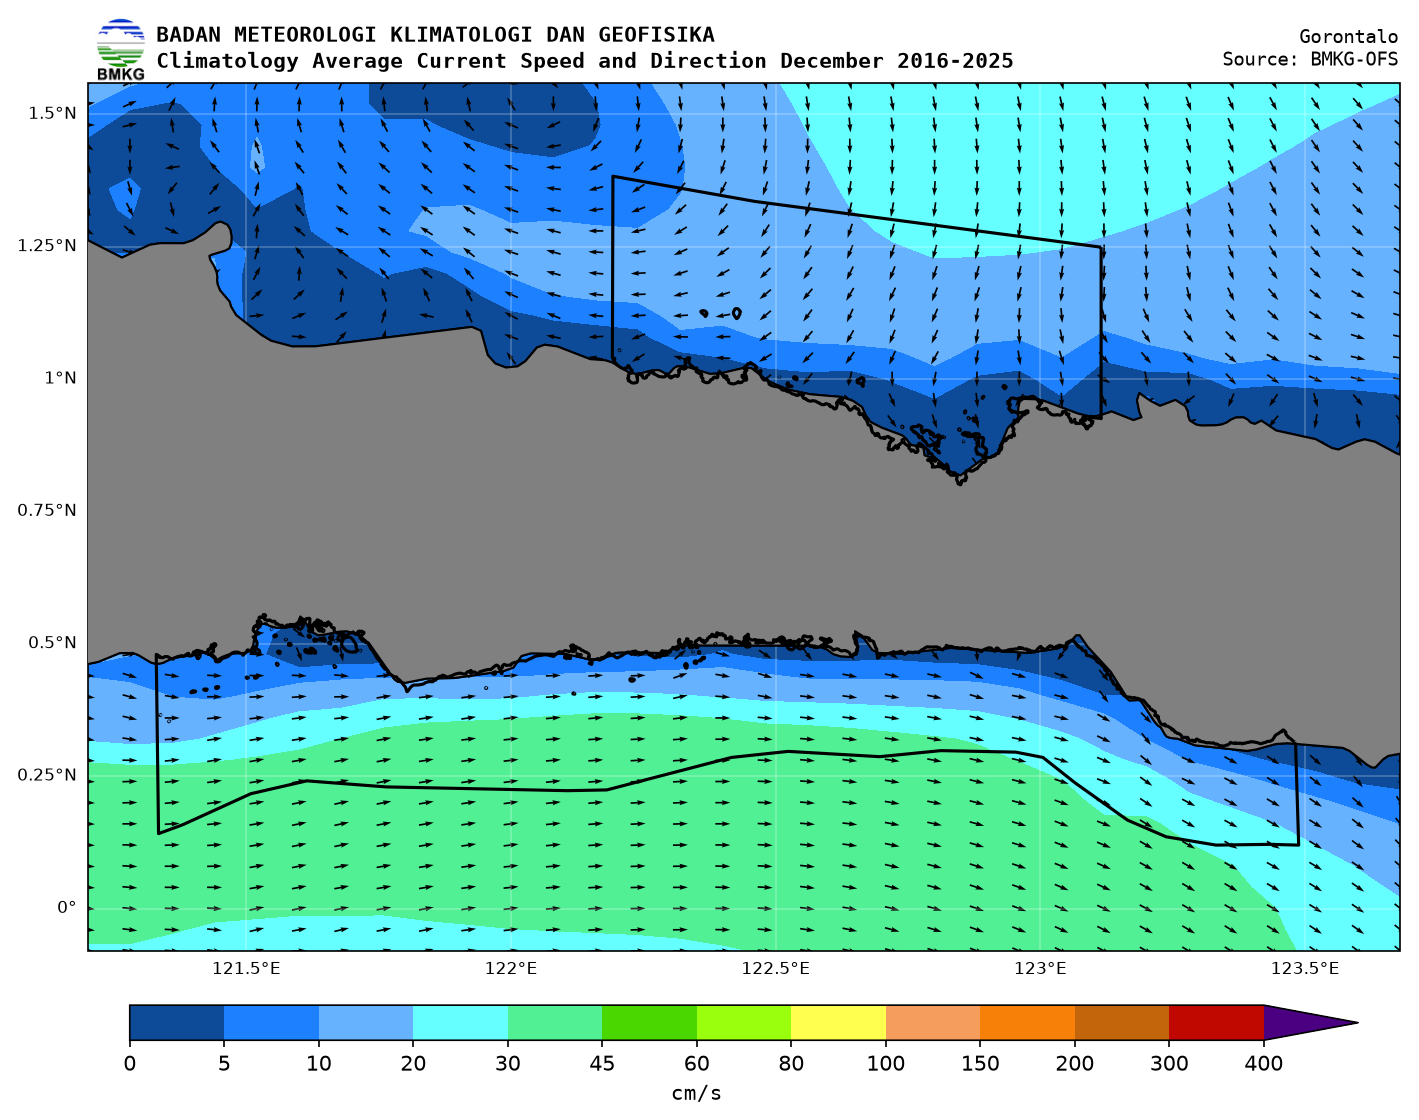 BADAN METEOROLOGI KLIMATOLOGI DAN GEOFISIKA
Climatology Average Current Speed and Direction December 2016-2025
BMKG
Gorontalo
Source: BMKG-OFS
1.5°N
1.25°N
1°N
0.75°N
0.5°N
0.25°N
0°
121.5°E 122°E 122.5°E 123°E 123.5°E
0 5 10 20 30 45 60 80 100 150 200 300 400
cm/s